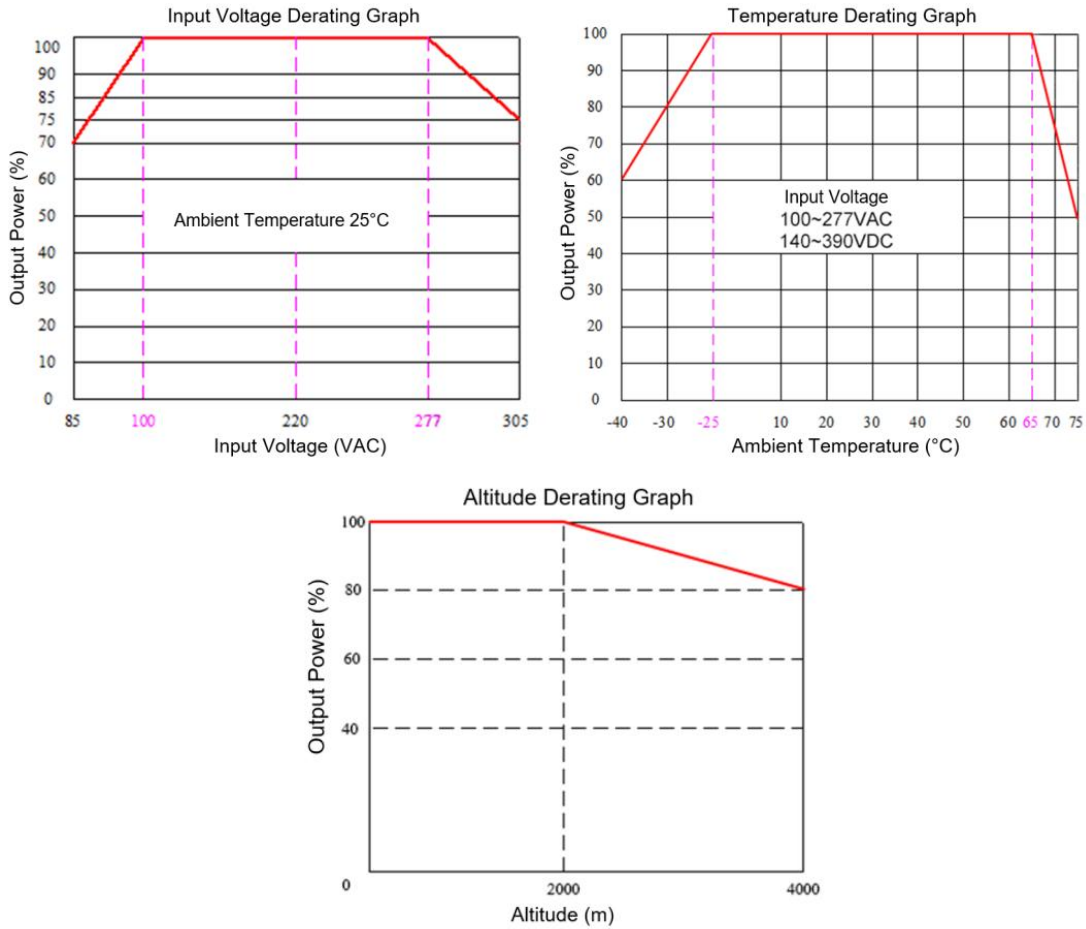 Input Voltage Derating Graph
100
90
85
75
70
60
50
40
30
20
10
0
Output Power (%)
Ambient Temperature 25°C
85 100 220 277 305
Input Voltage (VAC)
Temperature Derating Graph
100
90
80
70
60
50
40
30
20
10
0
Output Power (%)
Input Voltage
100~277VAC
140~390VDC
-40 -30 -25 10 20 30 40 50 60 65 70 75
Ambient Temperature (°C)
Altitude Derating Graph
100
80
60
40
0
Output Power (%)
2000 4000
Altitude (m)